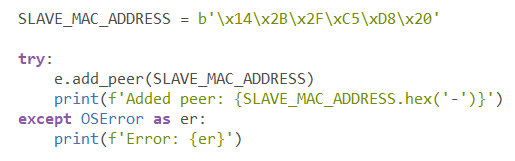 SLAVE_MAC_ADDRESS = b'\x14\x2B\x2F\xC5\xD8\x20'
try:
    e.add_peer(SLAVE_MAC_ADDRESS)
    print(f'Added peer: {SLAVE_MAC_ADDRESS.hex('-')}')
except OSError as er:
    print(f'Error: {er}')